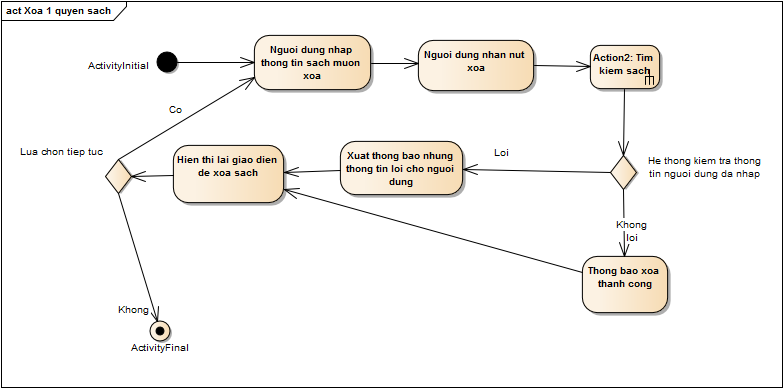 act Xoa 1 quyen sach
ActivityInitial
Nguoi dung nhap
thong tin sach muon
xoa
Nguoi dung nhan nut
xoa
Action2: Tim
kiem sach
Co
Lua chon tiep tuc
Hien thi lai giao dien
de xoa sach
Xuat thong bao nhung
thong tin loi cho nguoi
dung
Loi
He thong kiem tra thong
tin nguoi dung da nhap
Khong
loi
Thong bao xoa
thanh cong
Khong
ActivityFinal